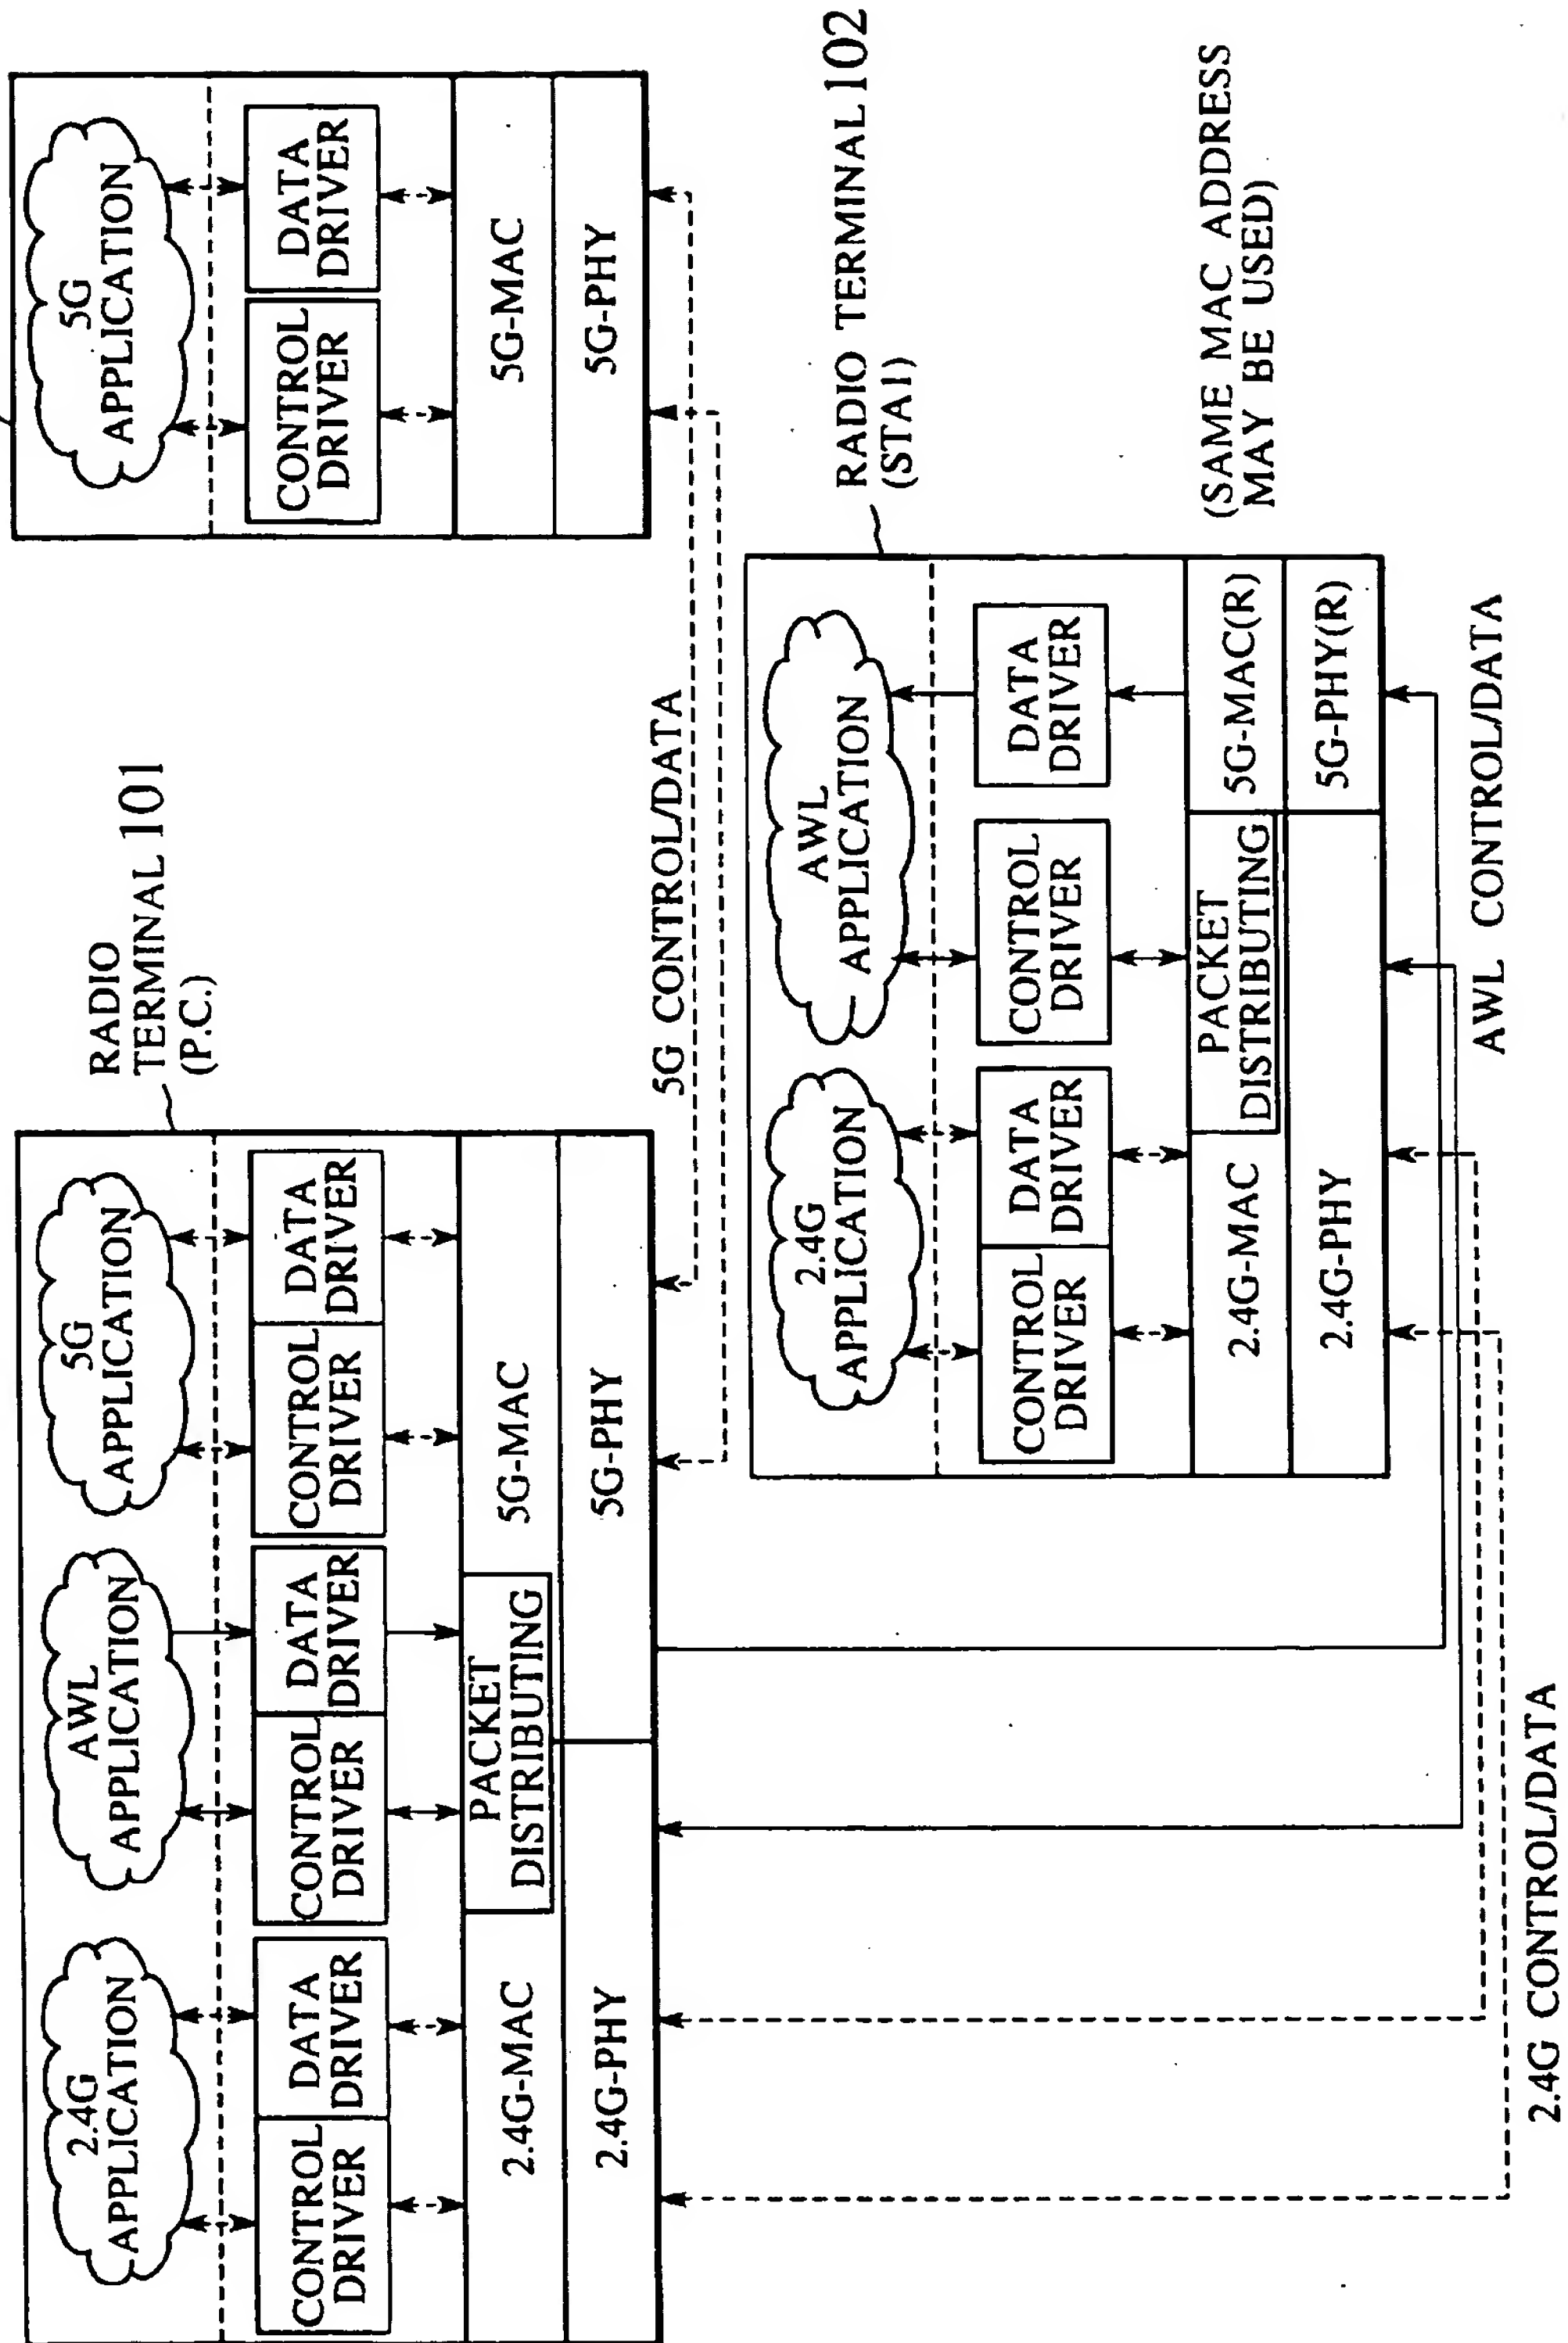 RADIO
TERMINAL 101
(P.C.)
2.4G
APPLICATION
AWL
APPLICATION
5G
APPLICATION
CONTROL
DRIVER
DATA
DRIVER
CONTROL
DRIVER
DATA
DRIVER
CONTROL
DRIVER
DATA
DRIVER
2.4G-MAC
PACKET
DISTRIBUTING
5G-MAC
2.4G-PHY
5G-PHY
5G
APPLICATION
CONTROL
DRIVER
DATA
DRIVER
5G-MAC
5G-PHY
5G CONTROL/DATA
RADIO TERMINAL 102
(STA1)
2.4G
APPLICATION
AWL
APPLICATION
CONTROL
DRIVER
DATA
DRIVER
CONTROL
DRIVER
DATA
DRIVER
2.4G-MAC
PACKET
DISTRIBUTING
5G-MAC(R)
2.4G-PHY
5G-PHY(R)
(SAME MAC ADDRESS
MAY BE USED)
AWL CONTROL/DATA
2.4G CONTROL/DATA